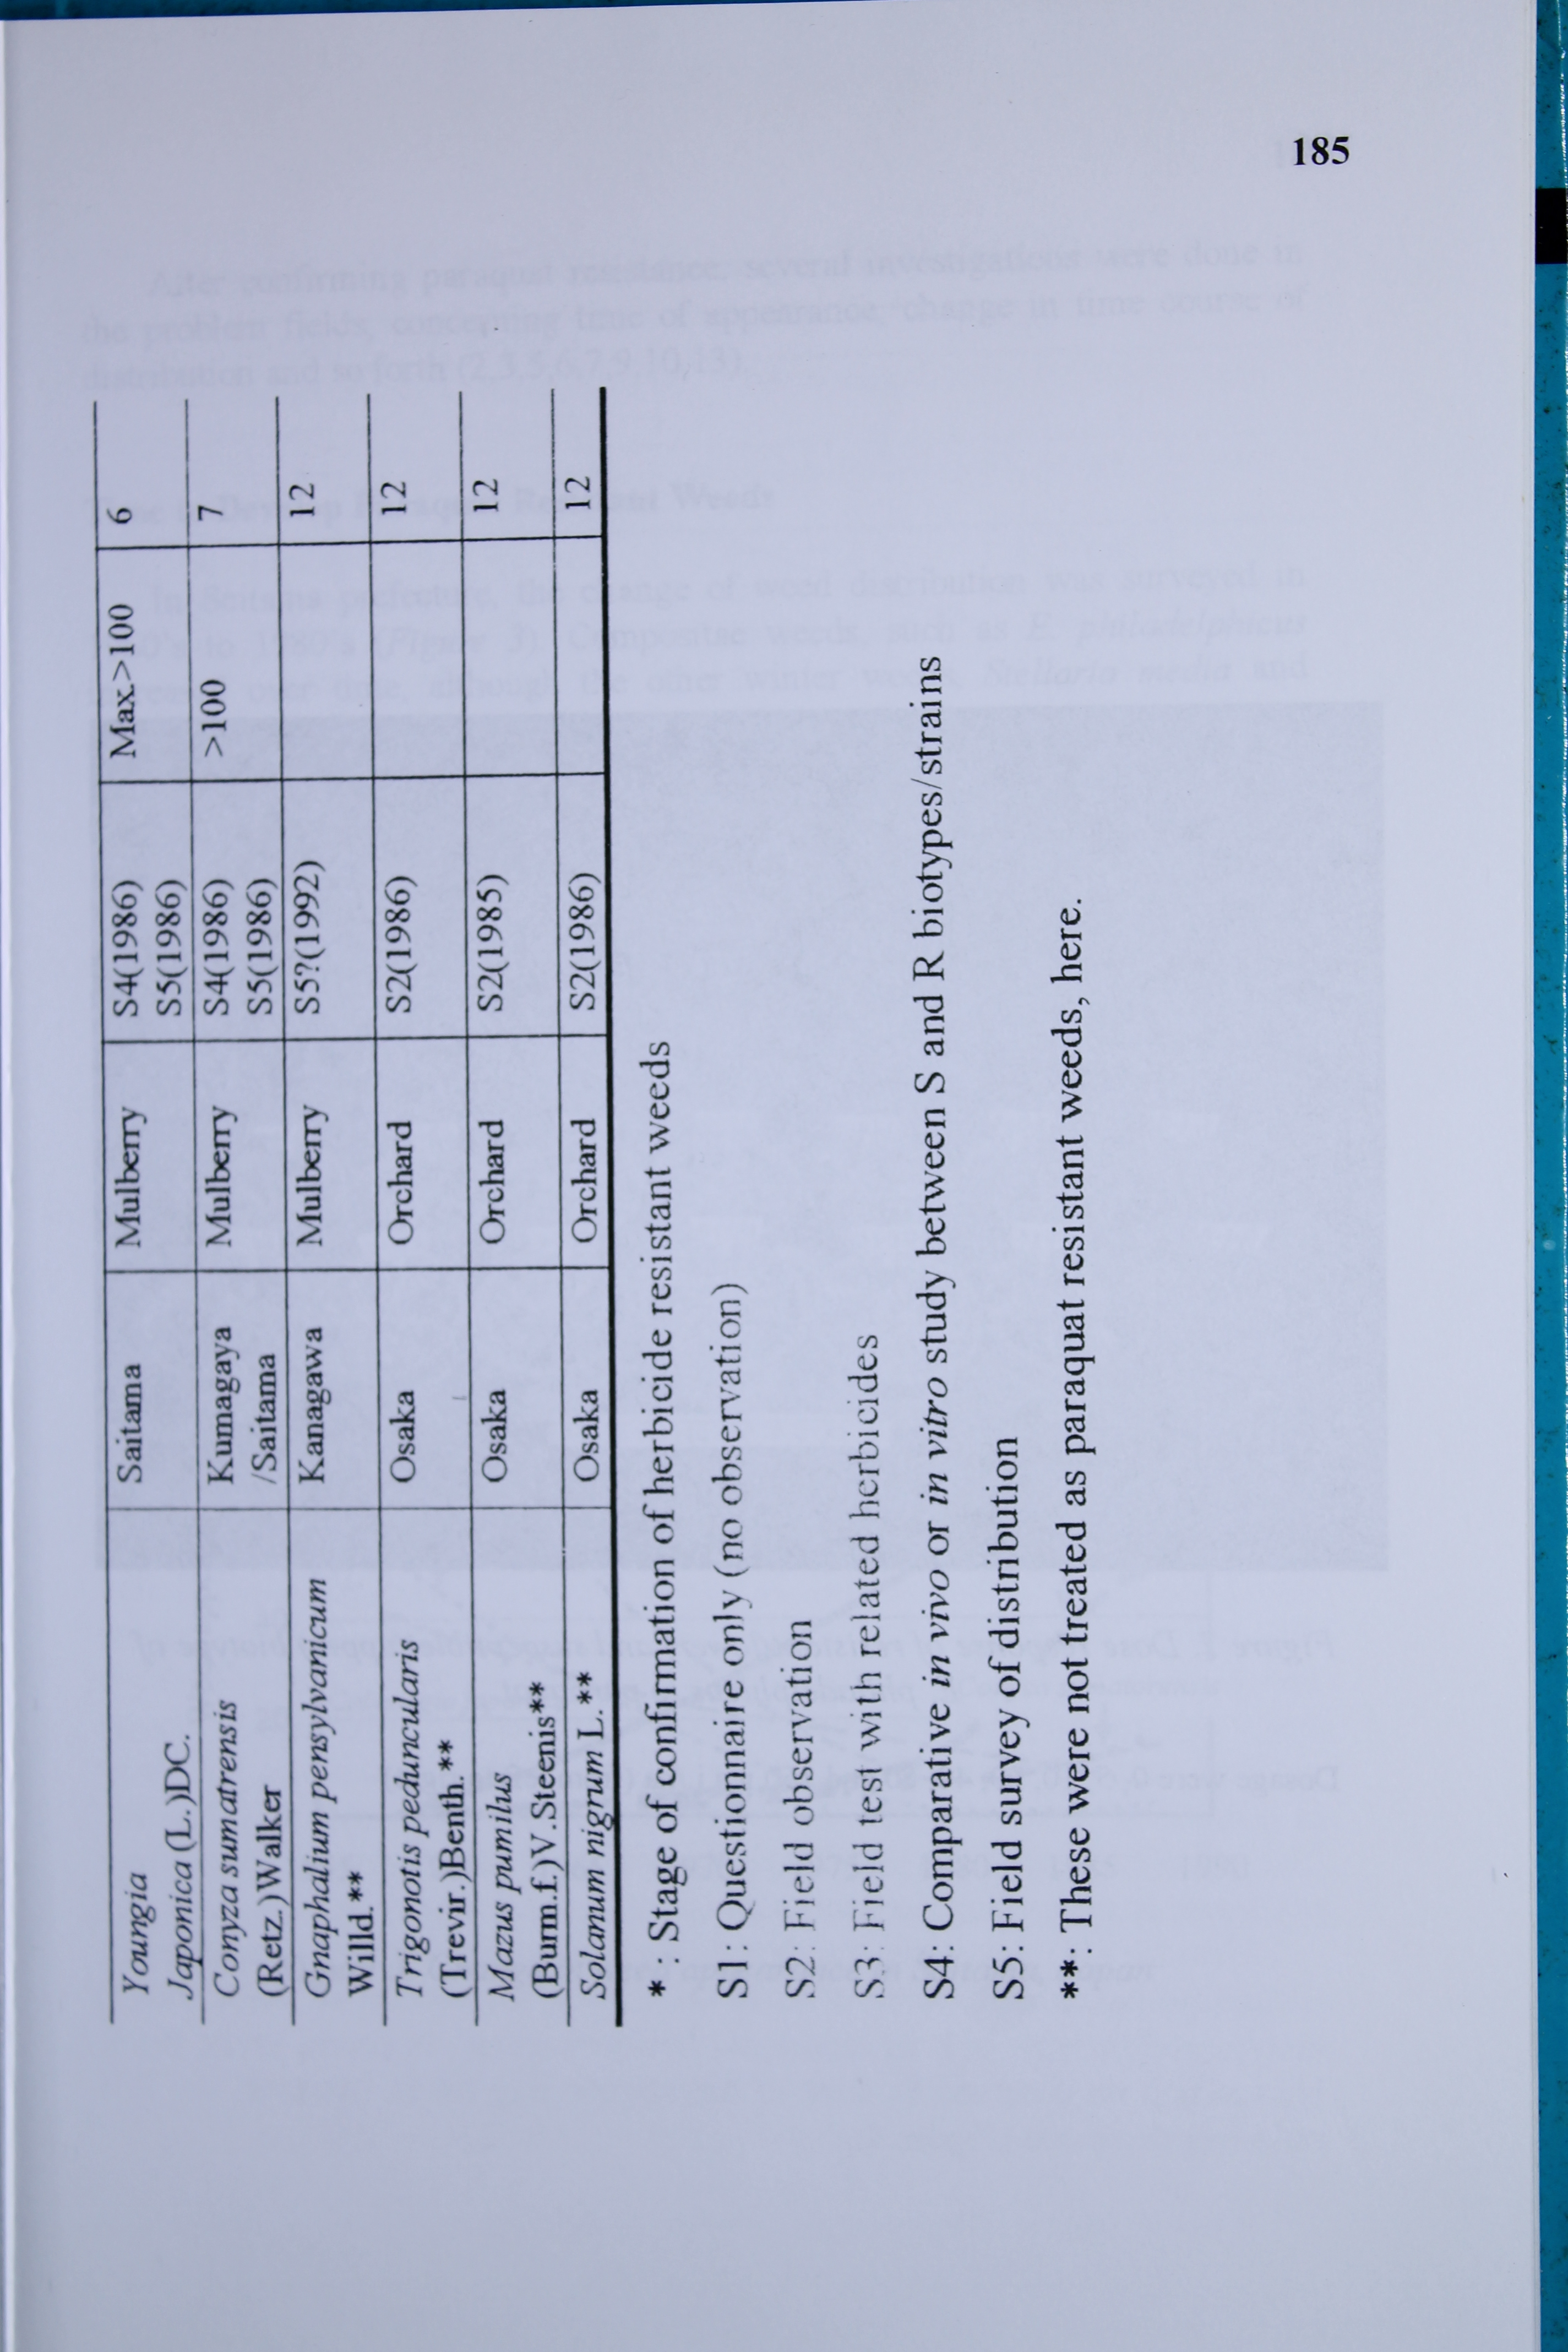 185
Youngia Saitama Mulberry S4(1986) Max.>100 6
Japonica (L.)DC. S5(1986)
Conyza sumatrensis Kumagaya Mulberry S4(1986) >100 7
(Retz.)Walker /Saitama S5(1986)
Gnaphalium pensylvanicum Kanagawa Mulberry S5?(1992) 12
Willd.**
Trigonotis peduncularis Osaka Orchard S2(1986) 12
(Trevir.)Benth.**
Mazus pumilus Osaka Orchard S2(1985) 12
(Burm.f.)V.Steenis**
Solanum nigrum L.** Osaka Orchard S2(1986) 12
*: Stage of confirmation of herbicide resistant weeds
S1: Questionnaire only (no observation)
S2: Field observation
S3: Field test with related herbicides
S4: Comparative in vivo or in vitro study between S and R biotypes/strains
S5: Field survey of distribution
**: These were not treated as paraquat resistant weeds, here.